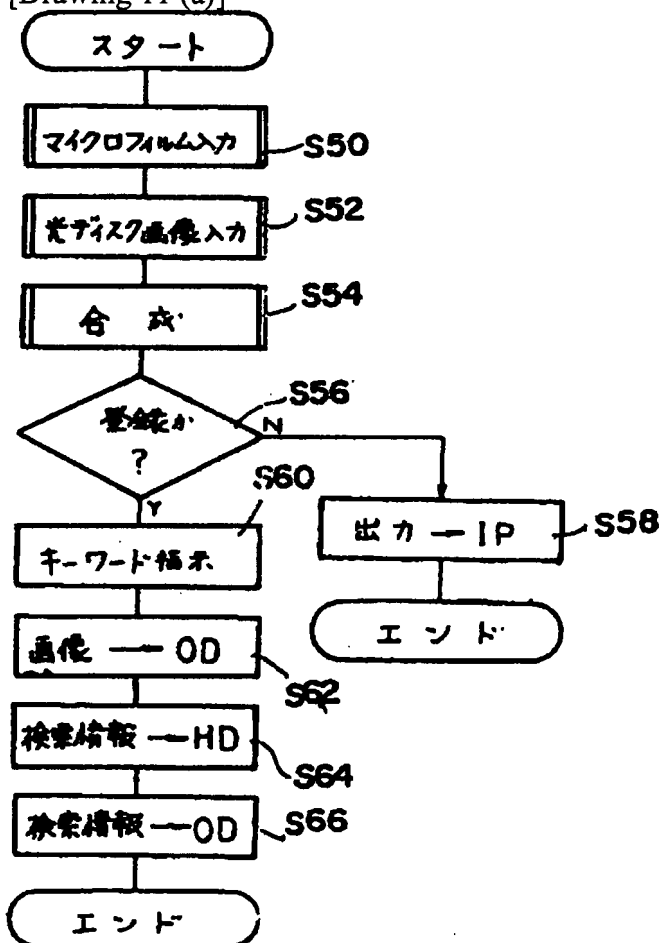 [Drawing 11 (a)]
スタート
マイクロフィルム入力
S50
光ディスク画像入力
S52
合成
S54
登録か
?
S56
N
Y
S60
キーワード指示
出力 — IP
S58
エンド
画像 — OD
S62
検索情報 — HD
S64
検索情報 — OD
S66
エンド